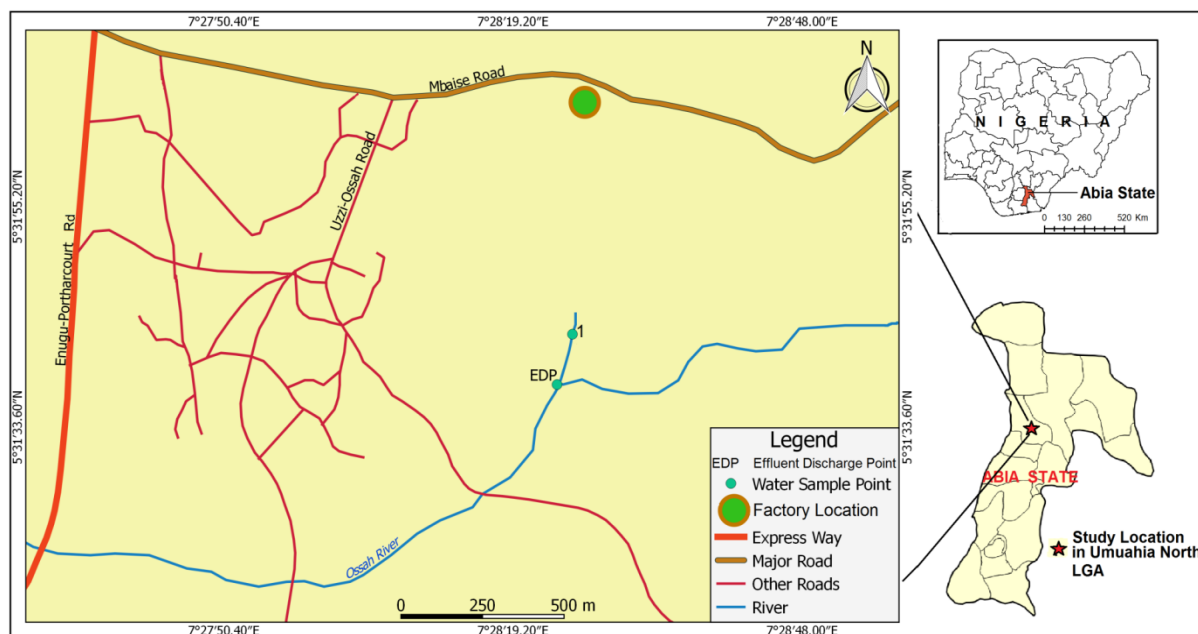 7°27'50.40"E
7°28'19.20"E
7°28'48.00"E
N
Mbaise Road
Uzzi-Ossah Road
Enugu-Portharcourt Rd
5°31'55.20"N
5°31'55.20"N
1
EDP
5°31'33.60"N
5°31'33.60"N
Ossah River
0 250 500 m
Legend
EDP Effluent Discharge Point
Water Sample Point
Factory Location
Express Way
Major Road
Other Roads
River
7°27'50.40"E
7°28'19.20"E
7°28'48.00"E
NIGERIA
Abia State
0 130 260 520 Km
ABIA STATE
Study Location
in Umuahia North
LGA